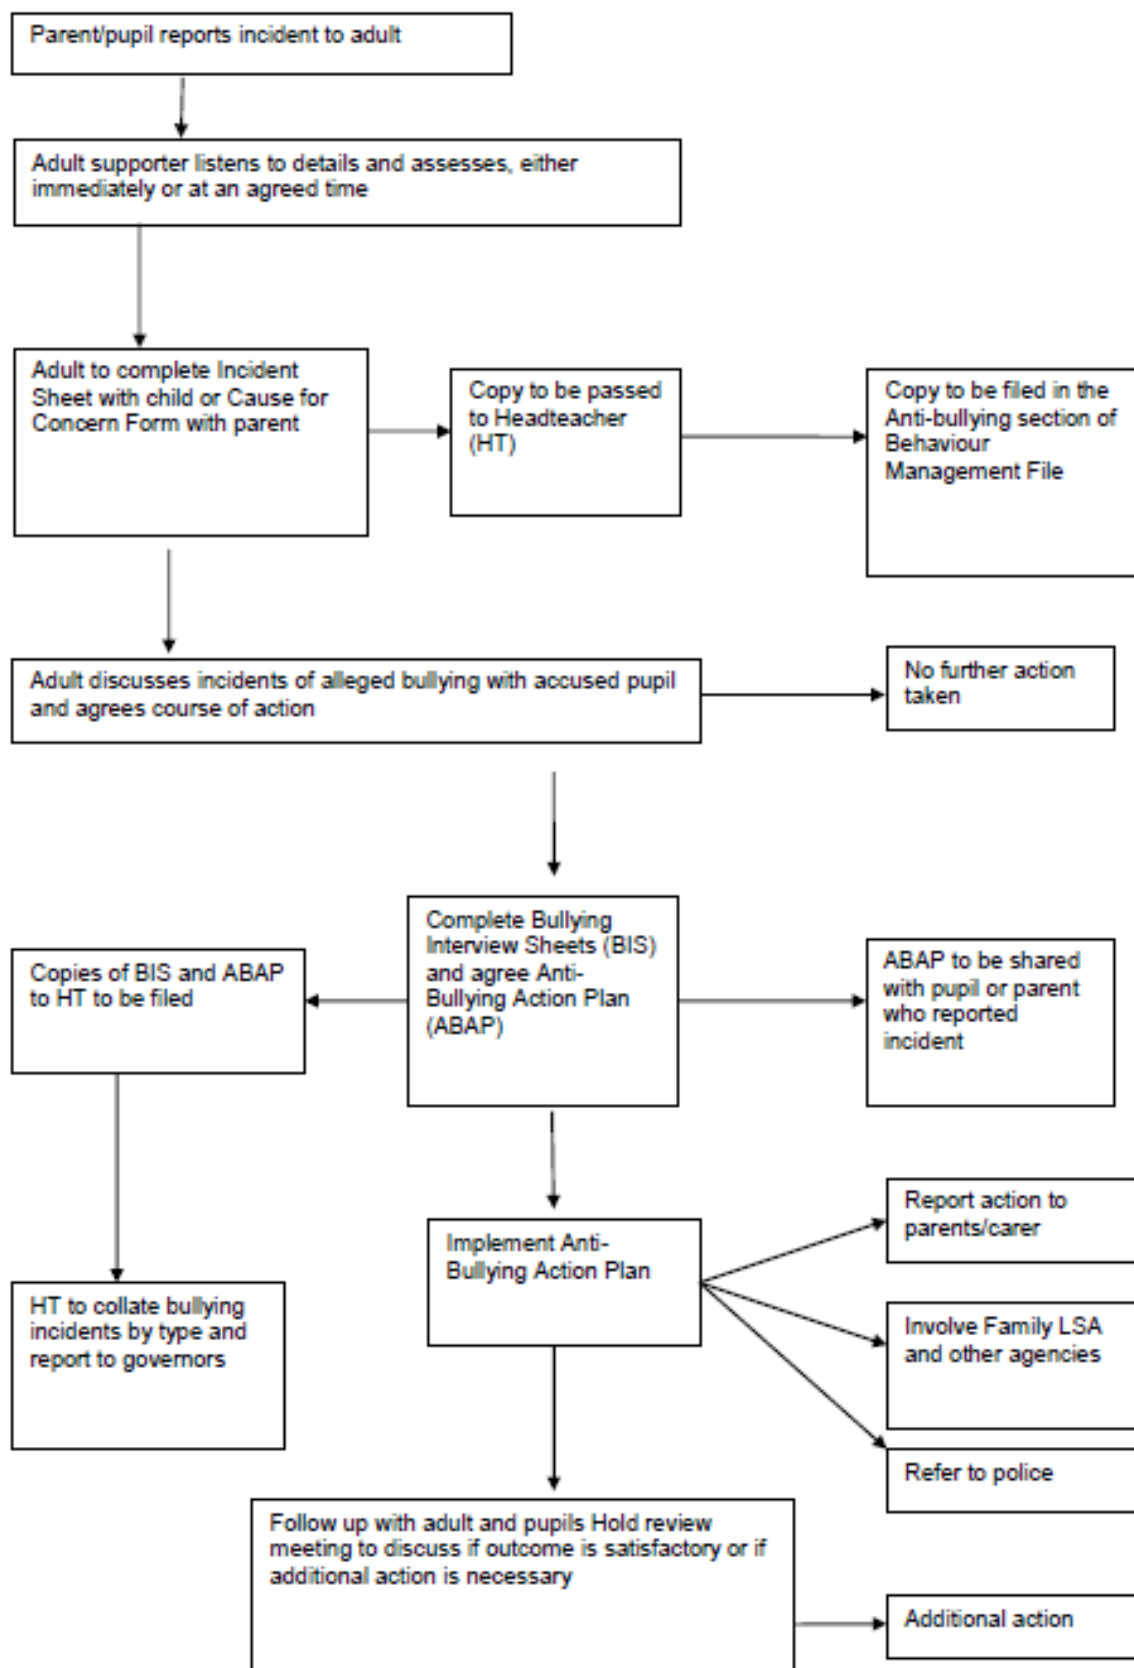 Parent/pupil reports incident to adult
Adult supporter listens to details and assesses, either
immediately or at an agreed time
Adult to complete Incident
Sheet with child or Cause for
Concern Form with parent
Copy to be passed
to Headteacher
(HT)
Copy to be filed in the
Anti-bullying section of
Behaviour
Management File
Adult discusses incidents of alleged bullying with accused pupil
and agrees course of action
No further action
taken
Complete Bullying
Interview Sheets (BIS)
and agree Anti-
Bullying Action Plan
(ABAP)
Copies of BIS and ABAP
to HT to be filed
ABAP to be shared
with pupil or parent
who reported
incident
Report action to
parents/carer
Implement Anti-
Bullying Action Plan
HT to collate bullying
incidents by type and
report to governors
Involve Family LSA
and other agencies
Refer to police
Follow up with adult and pupils Hold review
meeting to discuss if outcome is satisfactory or if
additional action is necessary
Additional action